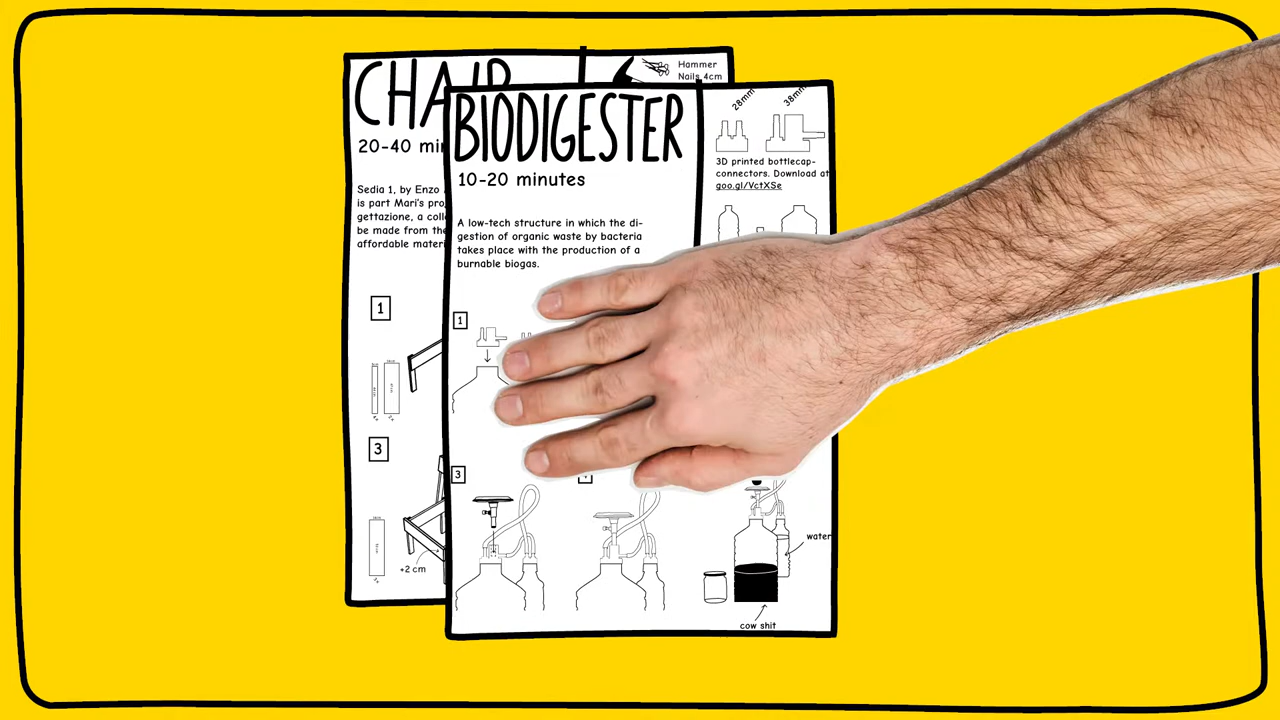 CHAIR
20-40 min
Sedia 1, by Enzo
is part Mari's pro
gettazione, a coll
be made from the
affordable materi
Hammer
Nails 4cm
1
3
+2 cm
BIODIGESTER
10-20 minutes
A low-tech structure in which the di-
gestion of organic waste by bacteria
takes place with the production of a
burnable biogas.
28mm
38mm
3D printed bottlecap-
connectors. Download at
goo.gl/VctXSe
1
3
water
cow shit